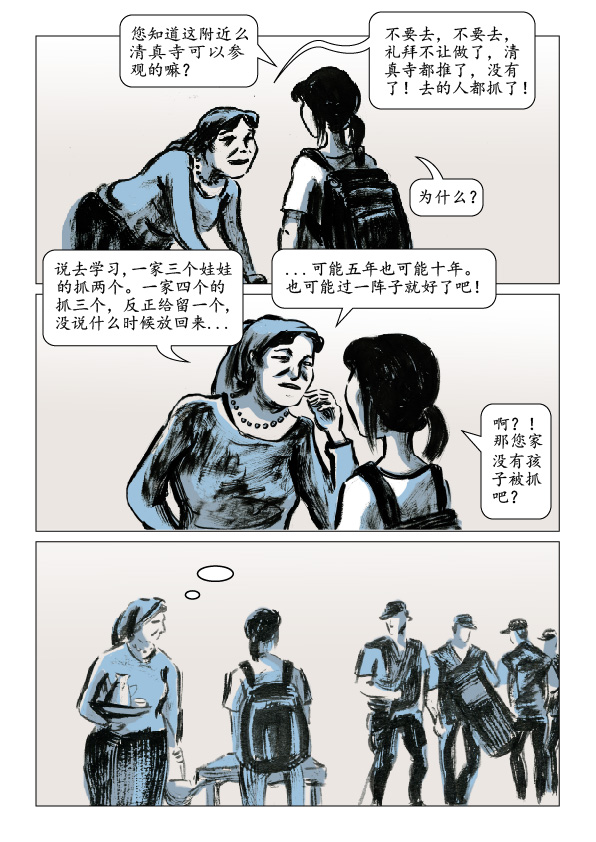 您知道这附近么
清真寺可以参
观的嘛？
不要去，不要去，
礼拜不让做了，清
真寺都推了，没有
了！去的人都抓了！
为什么？
说去学习，一家三个娃娃
的抓两个。一家四个的
抓三个，反正给留一个，
没说什么时候放回来...
...可能五年也可能十年。
也可能过一阵子就好了吧！
啊？！
那您家
没有孩
子被抓
吧？